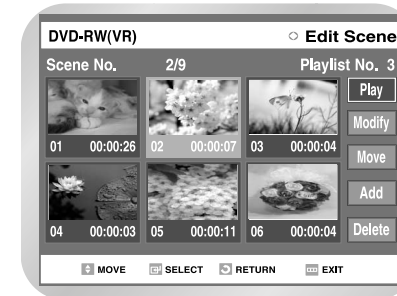 DVD-RW(VR) Edit Scene
Scene No. 2/9 Playlist No. 3
Play
Modify
Move
Add
Delete
01 00:00:26 02 00:00:07 03 00:00:04
04 00:00:03 05 00:00:11 06 00:00:04
MOVE SELECT RETURN EXIT